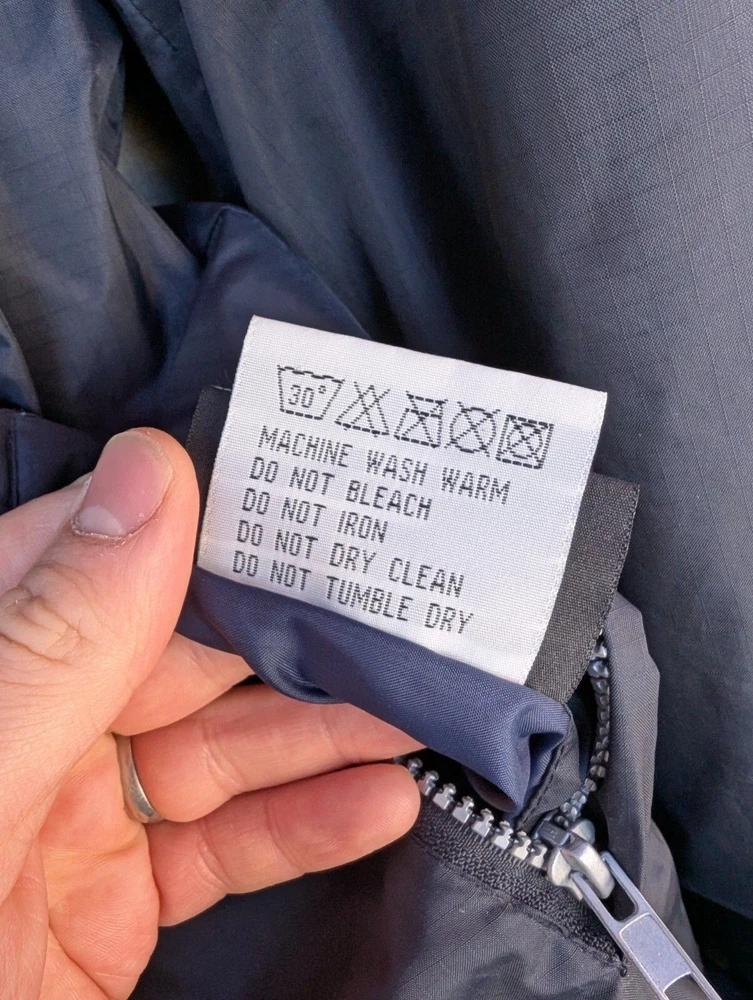 30°
MACHINE WASH WARM
DO NOT BLEACH
DO NOT IRON
DO NOT DRY CLEAN
DO NOT TUMBLE DRY